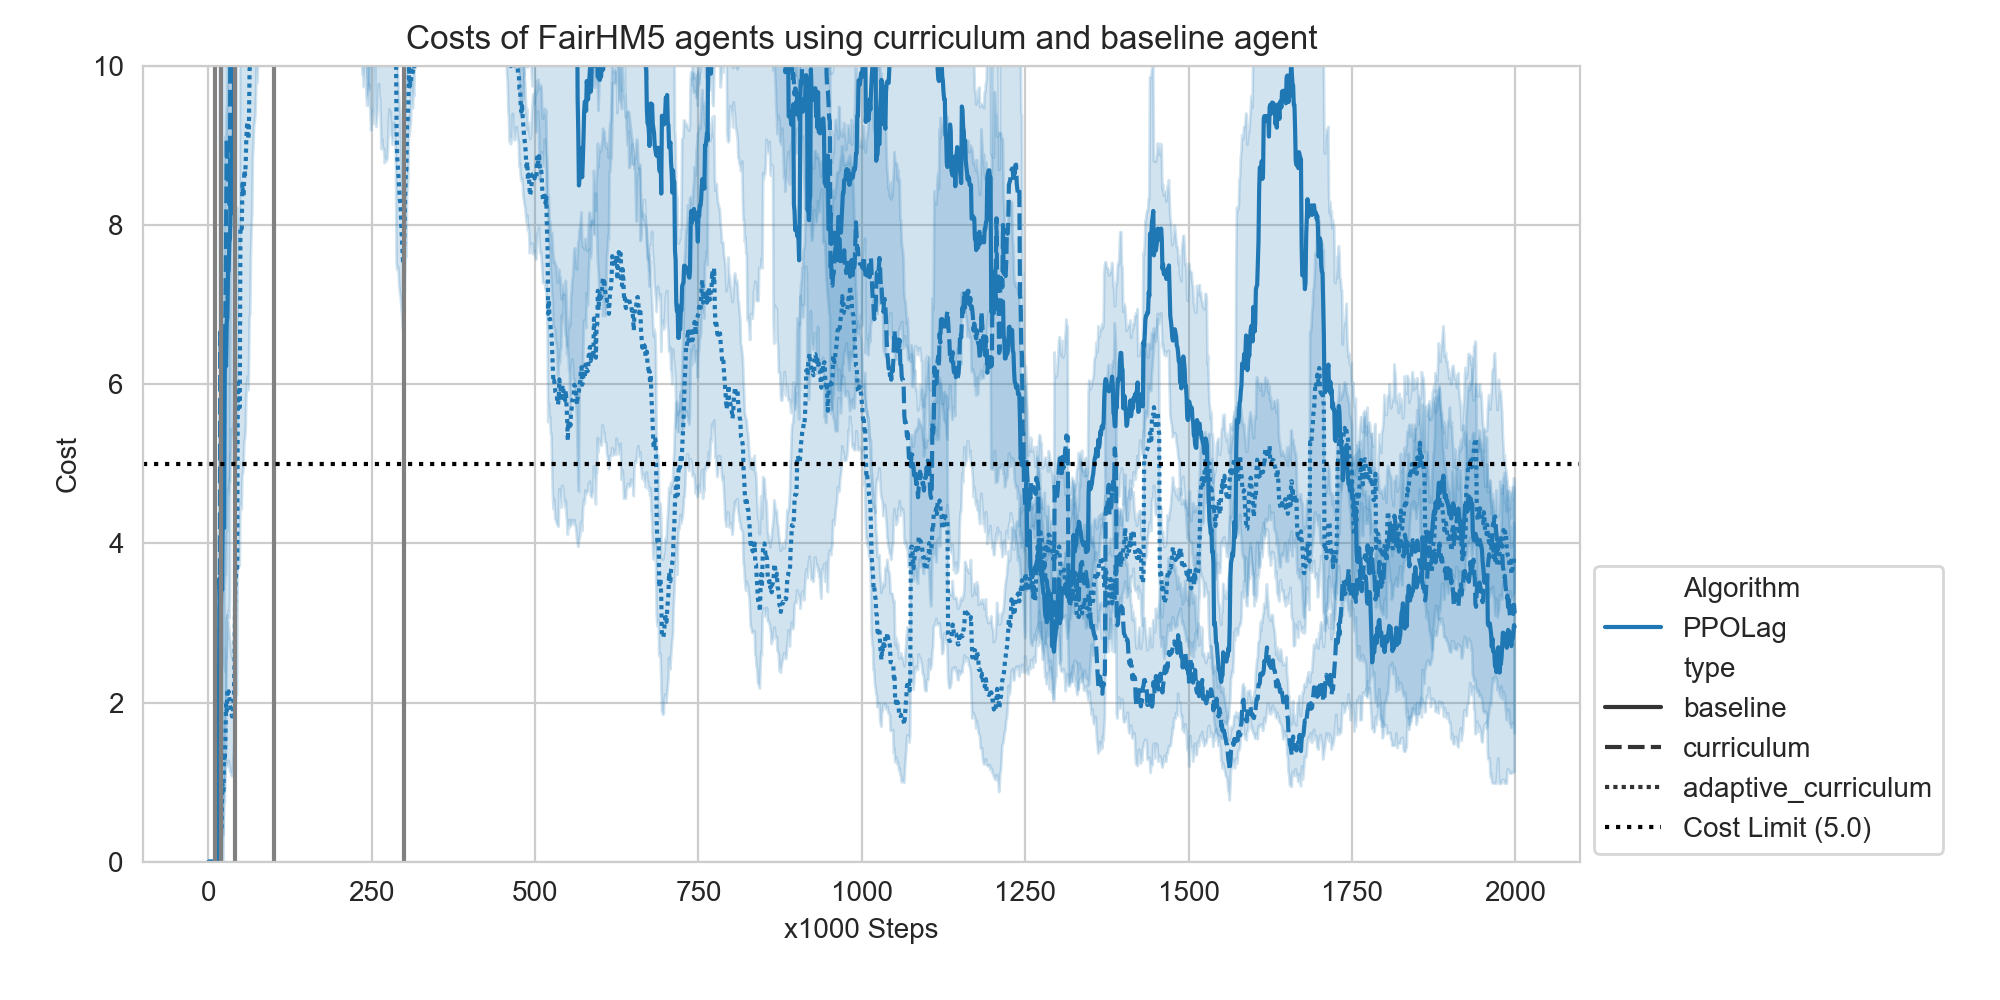 Costs of FairHM5 agents using curriculum and baseline agent
10
8
6
4
2
0
Cost
0 250 500 750 1000 1250 1500 1750 2000
x1000 Steps
Algorithm
PPOLag
type
baseline
curriculum
adaptive_curriculum
Cost Limit (5.0)